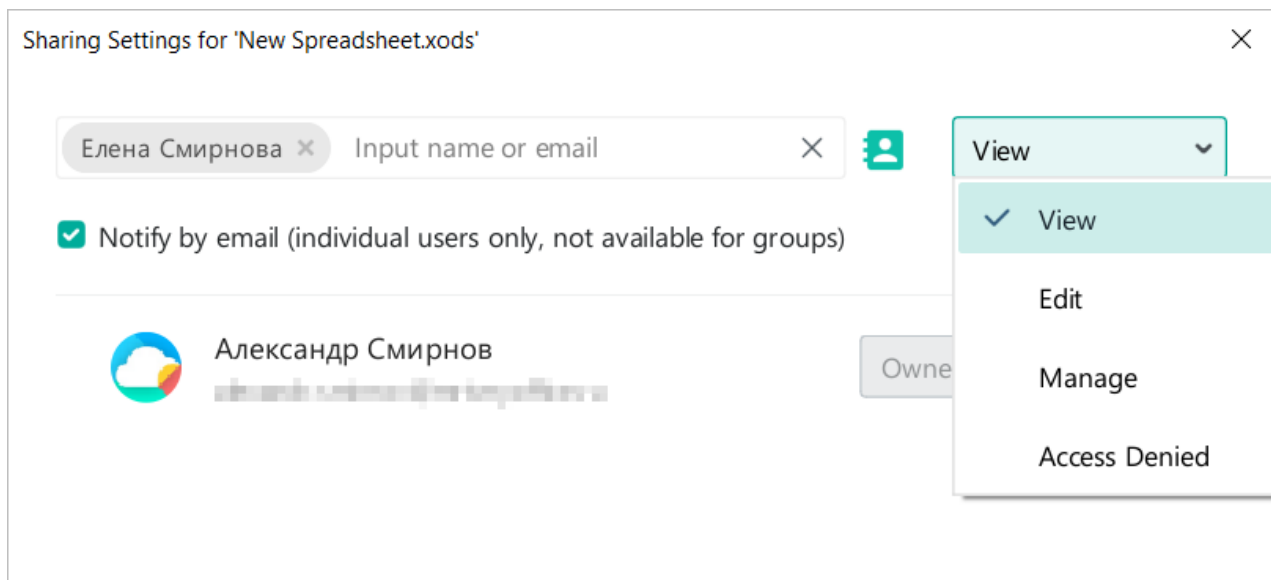 Sharing Settings for 'New Spreadsheet.xods'
Елена Смирнова Input name or email View
View
Notify by email (individual users only, not available for groups)
Edit
Александр Смирнов
Manage
Access Denied